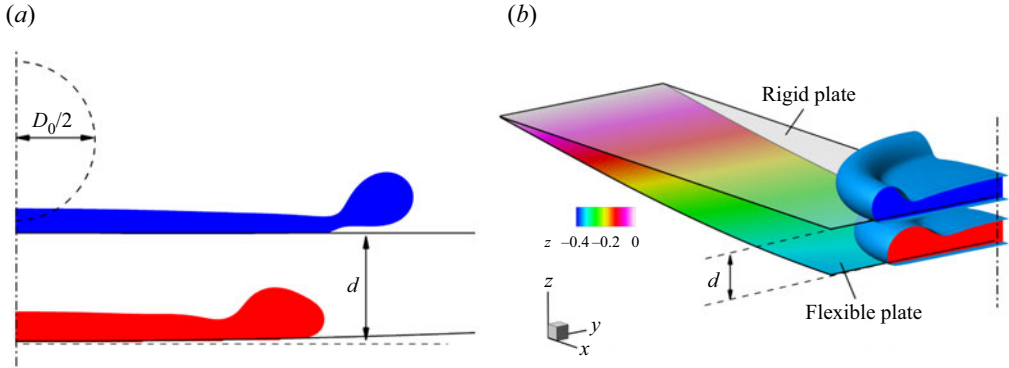 (a)
D0/2
d
(b)
Rigid plate
z −0.4 −0.2 0
d
Flexible plate
z
y
x